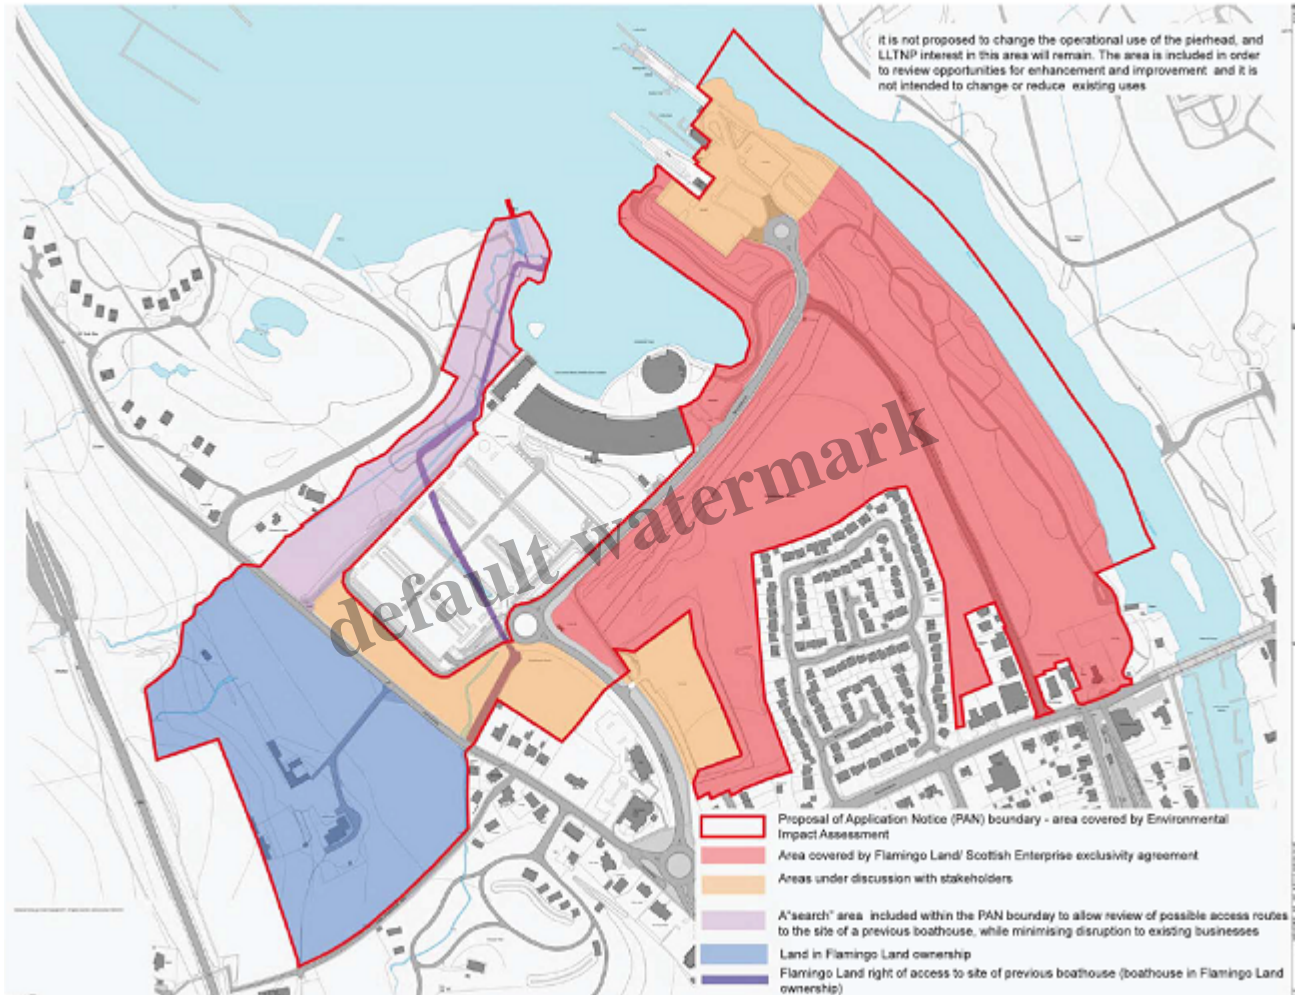 it is not proposed to change the operational use of the pierhead, and
LLTNP interest in this area will remain. The area is included in order
to review opportunities for enhancement and improvement and it is
not intended to change or reduce existing uses
default watermark
Proposal of Application Notice (PAN) boundary - area covered by Environmental
Impact Assessment
Area covered by Flamingo Land/ Scottish Enterprise exclusivity agreement
Areas under discussion with stakeholders
A"search" area included within the PAN bounday to allow review of possible access routes
to the site of a previous boathouse, while minimising disruption to existing businesses
Land in Flamingo Land ownership
Flamingo Land right of access to site of previous boathouse (boathouse in Flamingo Land
ownership)